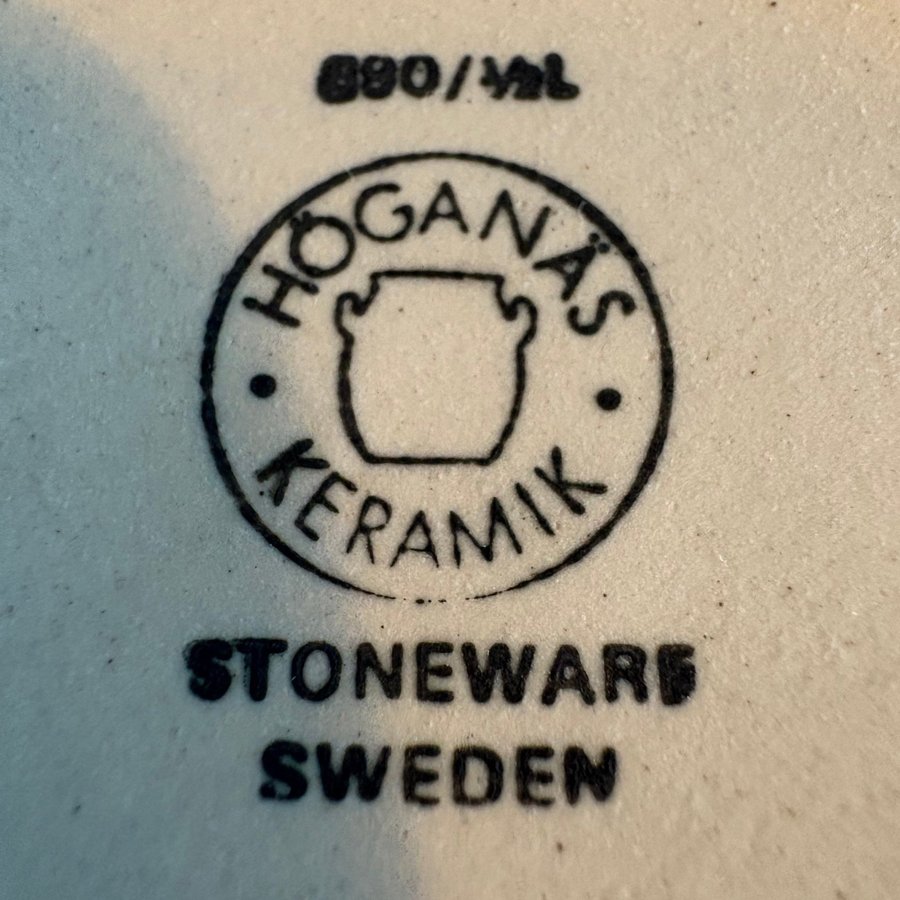 890/½L
HÖGANÄS
KERAMIK
STONEWARE
SWEDEN